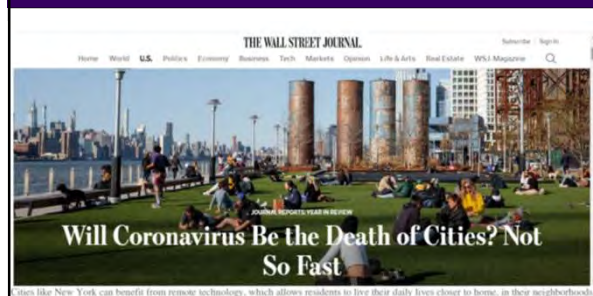 THE WALL STREET JOURNAL.
Subscribe Sign In
Home World U.S. Politics Economy Business Tech Markets Opinion Life & Arts Real Estate WSJ. Magazine
JOURNAL REPORTS: YEAR IN REVIEW
Will Coronavirus Be the Death of Cities? Not
So Fast
Cities like New York can benefit from remote technology, which allows residents to live their daily lives closer to home, in their neighborhoods